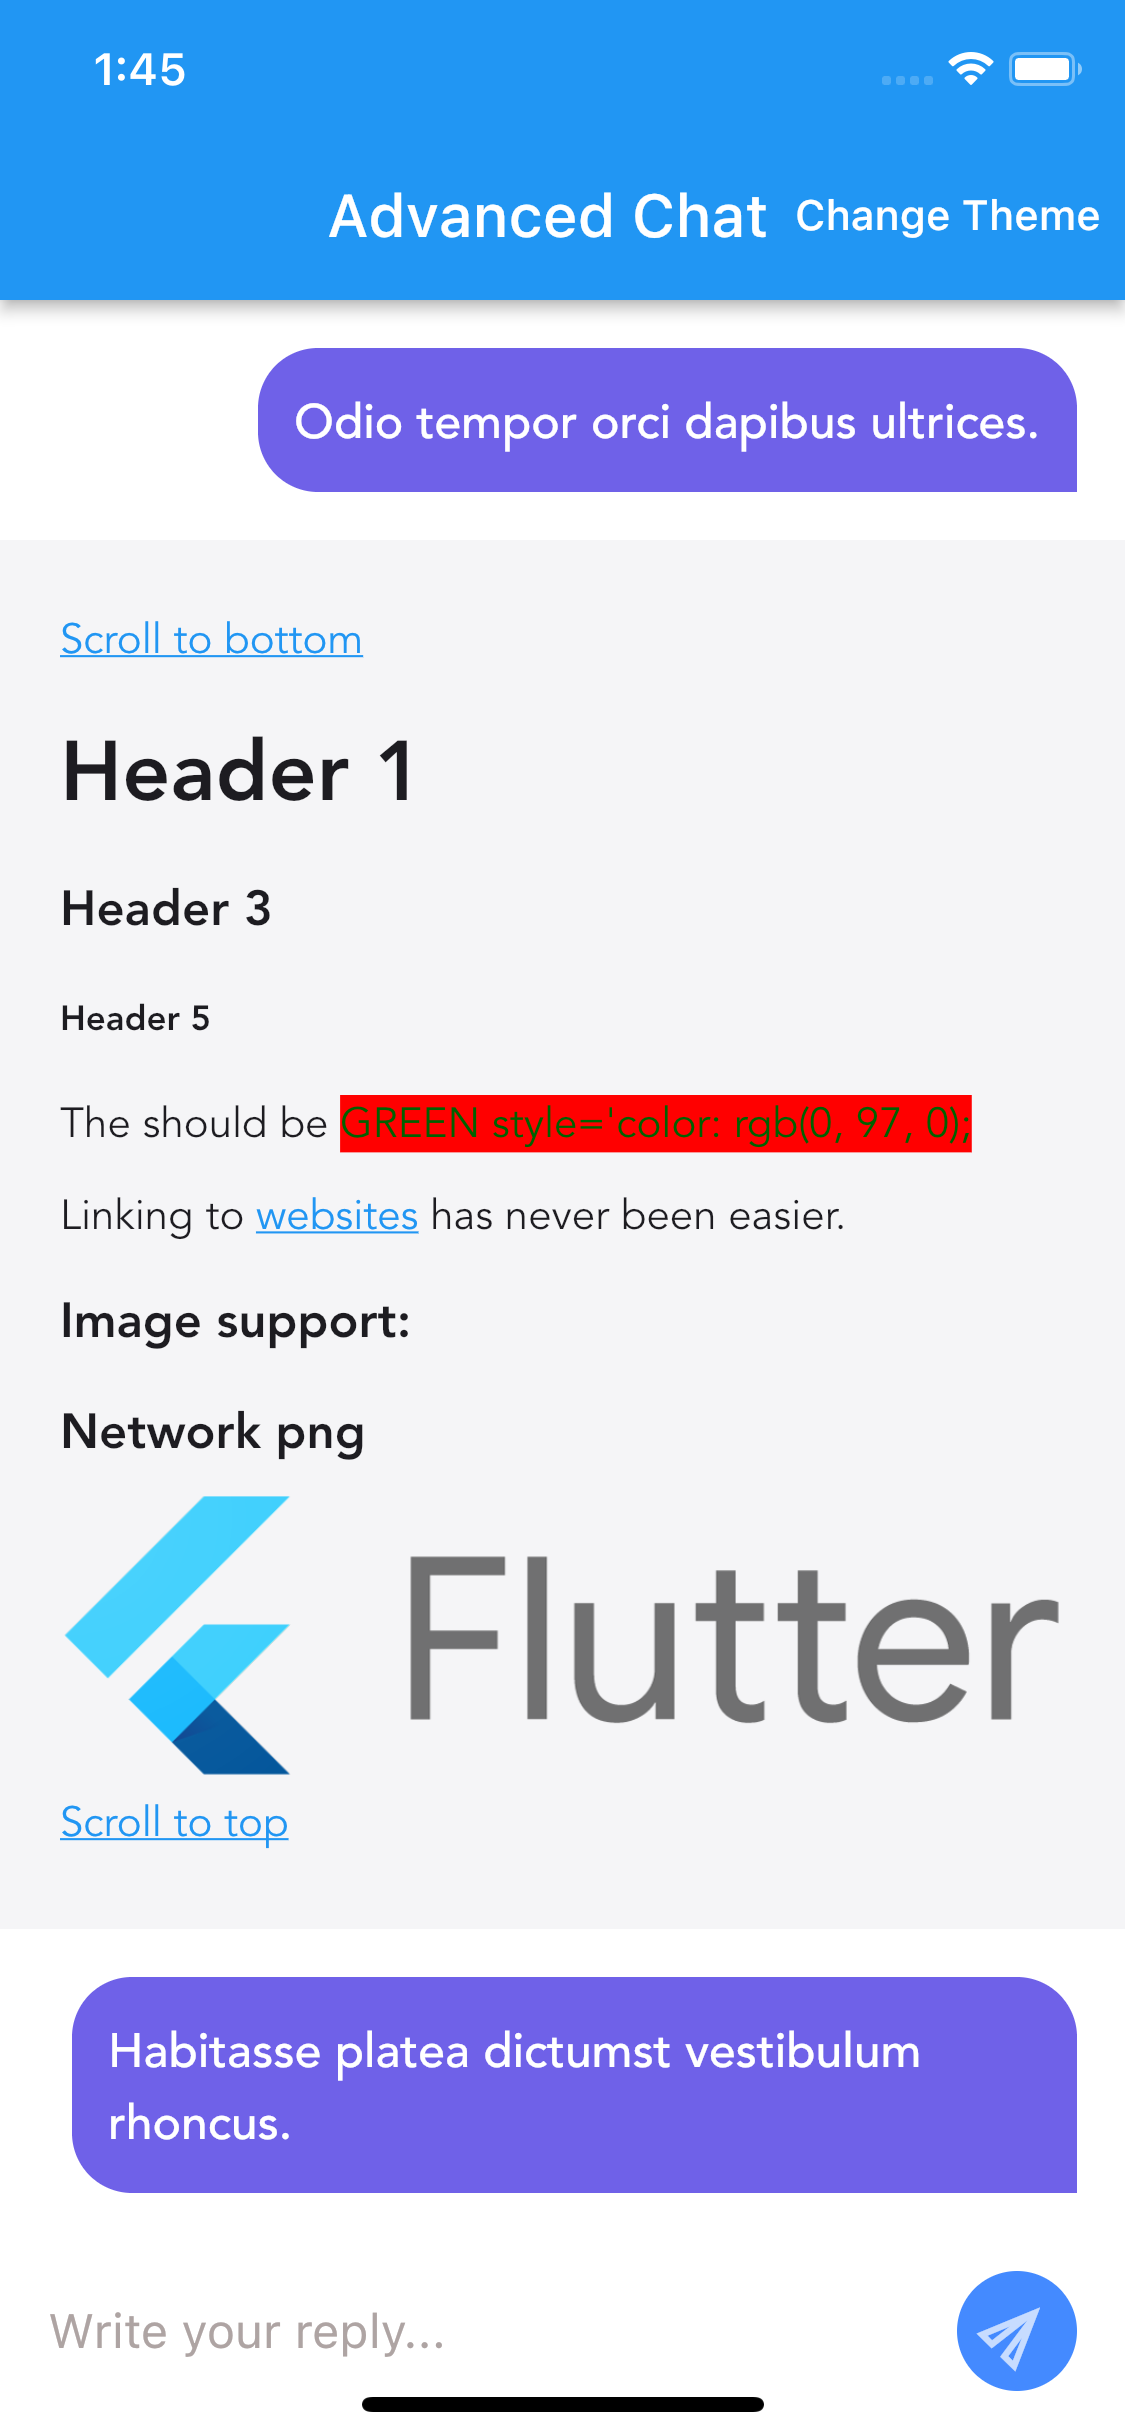 1:45
Advanced Chat Change Theme
Odio tempor orci dapibus ultrices.
Scroll to bottom
Header 1
Header 3
Header 5
The should be GREEN style='color: rgb(0, 97, 0);
Linking to websites has never been easier.
Image support:
Network png
Flutter
Scroll to top
Habitasse platea dictumst vestibulum
rhoncus.
Write your reply...